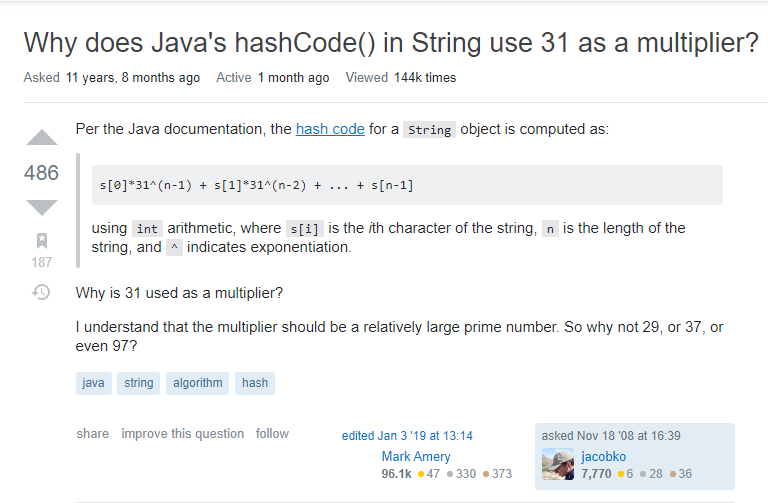 Why does Java's hashCode() in String use 31 as a multiplier?
Asked 11 years, 8 months ago Active 1 month ago Viewed 144k times
Per the Java documentation, the hash code for a String object is computed as:
486
s[0]*31^(n-1) + s[1]*31^(n-2) + ... + s[n-1]
using int arithmetic, where s[i] is the ith character of the string, n is the length of the
string, and ^ indicates exponentiation.
187
Why is 31 used as a multiplier?
I understand that the multiplier should be a relatively large prime number. So why not 29, or 37, or
even 97?
java string algorithm hash
share improve this question follow
edited Jan 3 '19 at 13:14
Mark Amery
96.1k 47 330 373
asked Nov 18 '08 at 16:39
jacobko
7,770 6 28 36